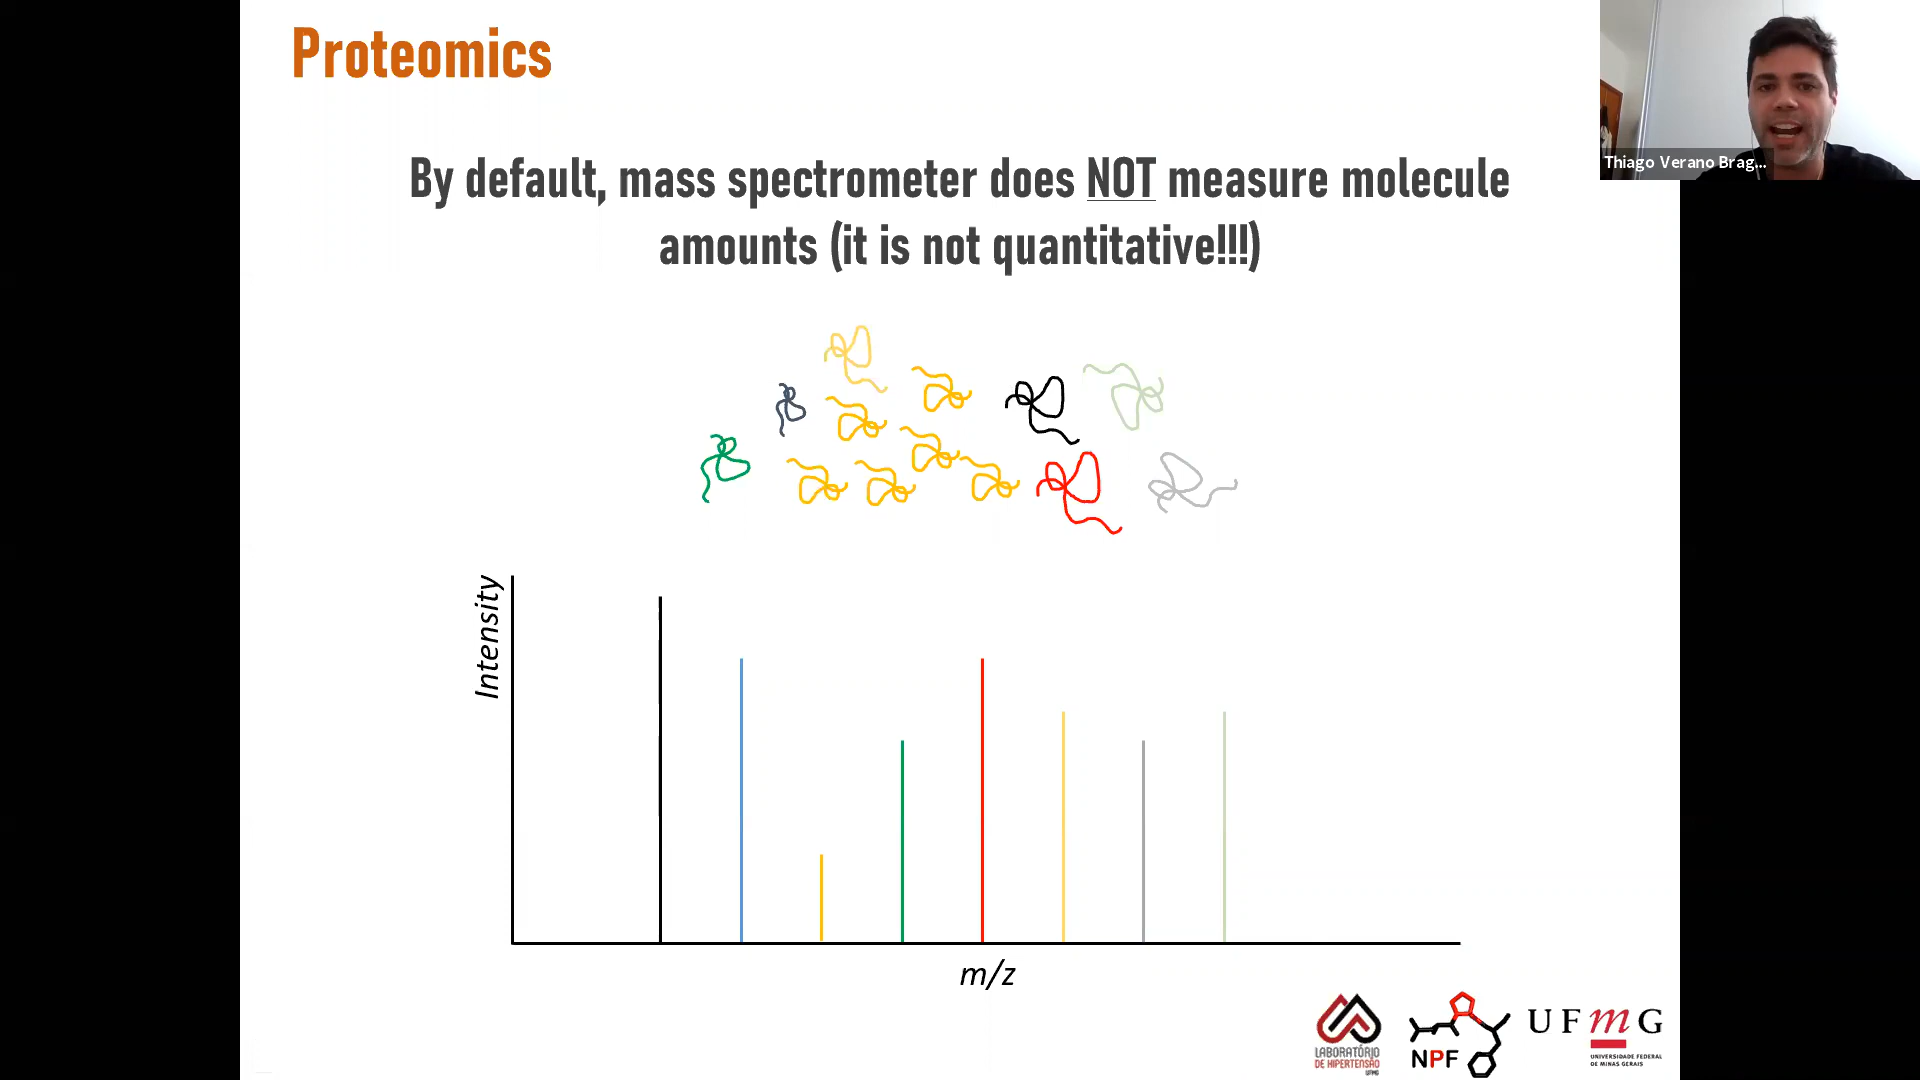 Proteomics
Thiago Verano Brag...
By default, mass spectrometer does NOT measure molecule
amounts (it is not quantitative!!!)
Intensity
m/z
LABORATÓRIO
DE HIPERTENSÃO
UFMG
NPF
UFmG
UNIVERSIDADE FEDERAL
DE MINAS GERAIS